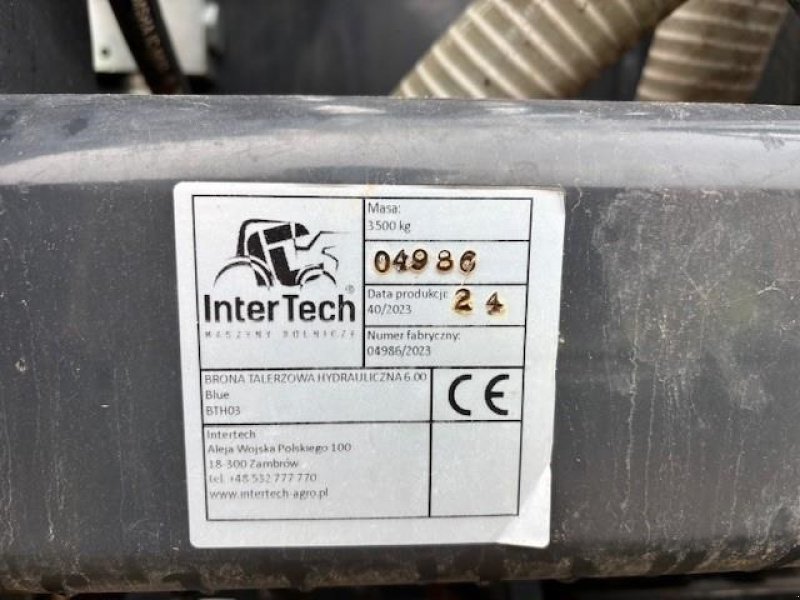 InterTech®
MASZYNY ROLNICZE
Masa:
3500 kg
04986
Data produkcji: 24
40/2023
Numer fabryczny:
04986/2023
BRONA TALERZOWA HYDRAULICZNA 6.00
Blue
BTH03
CE
Intertech
Aleja Wojska Polskiego 100
18-300 Zambrów
tel. +48 532 777 770
www.intertech-agro.pl